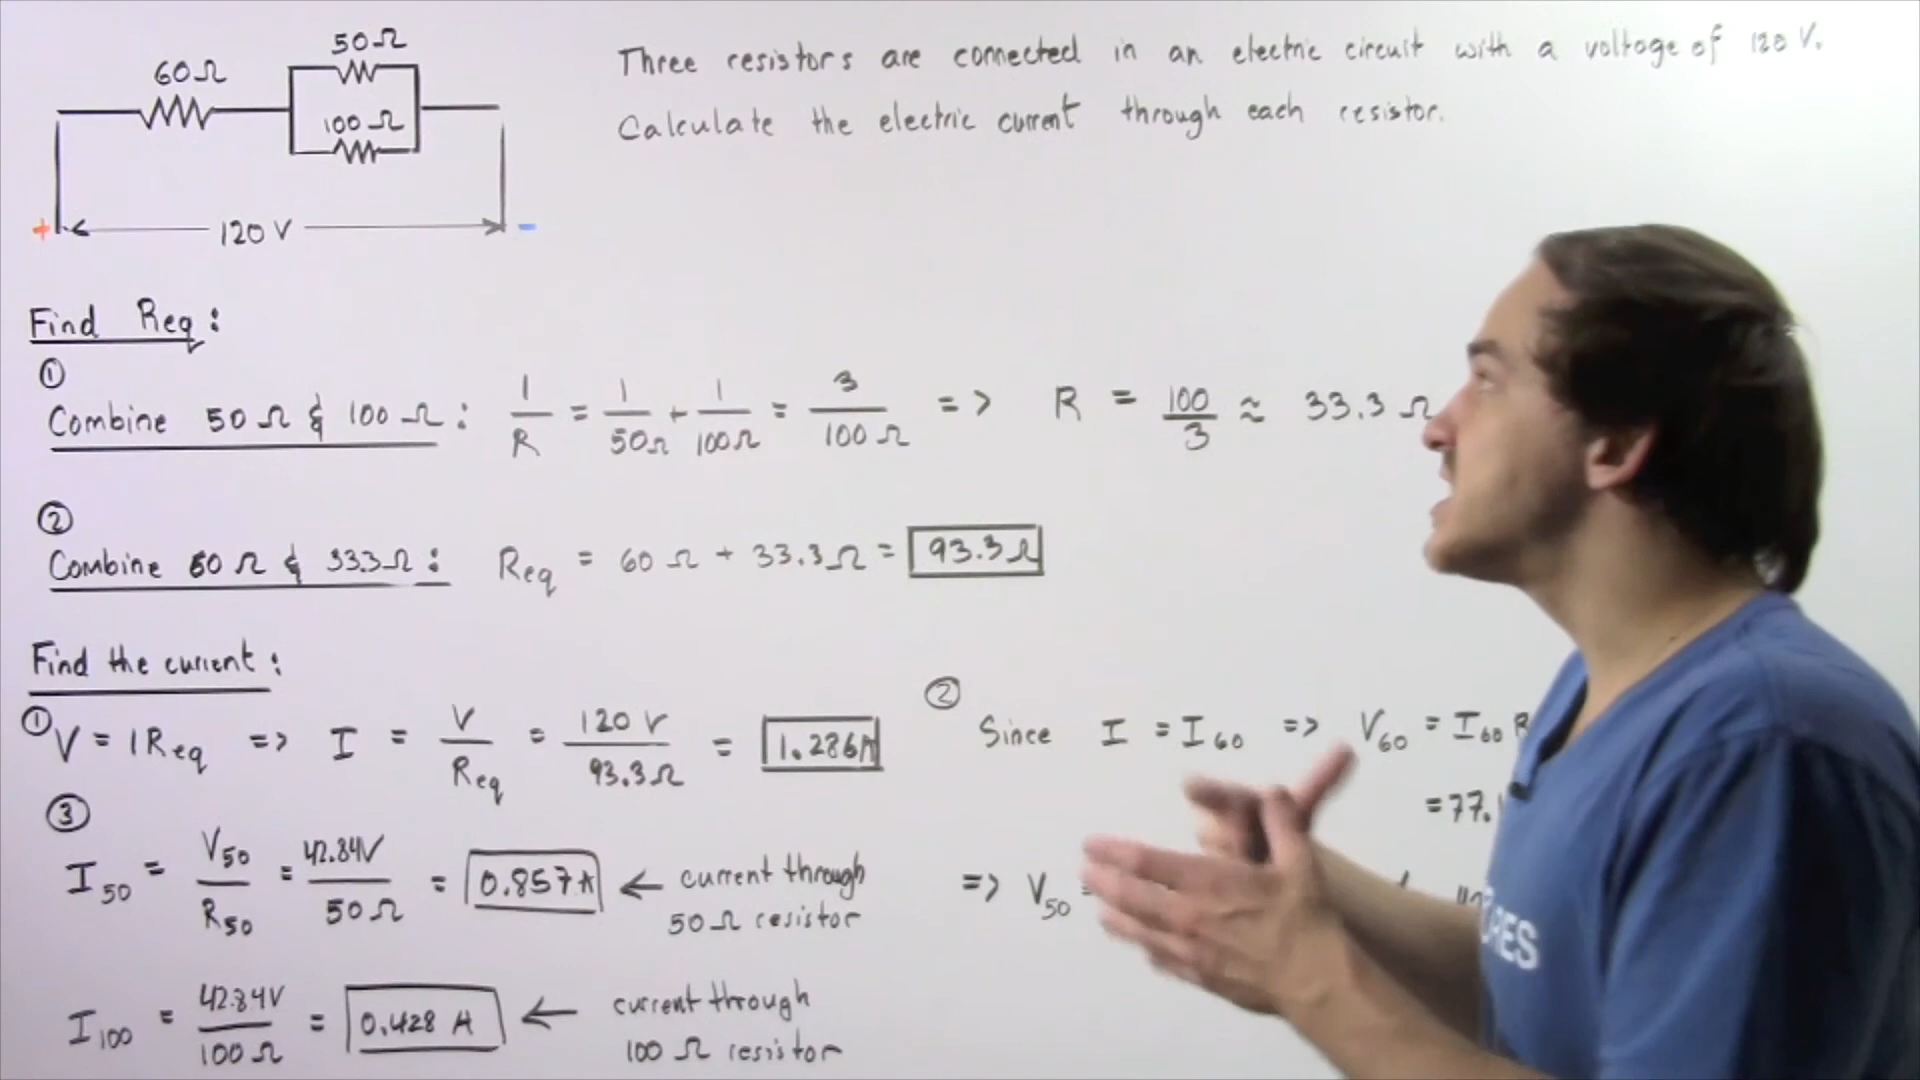 50Ω
60Ω
100Ω
+ 120 V -
Three resistors are connected in an electric circuit with a voltage of 120 V.
Calculate the electric current through each resistor.
Find Req:
①
Combine 50Ω & 100Ω: 1/R = 1/50Ω + 1/100Ω = 3/100Ω => R = 100/3 ≈ 33.3 Ω
②
Combine 60Ω & 33.3Ω: Req = 60Ω + 33.3Ω = 93.3Ω
Find the current:
① V = IReq => I = V/Req = 120 V/93.3Ω = 1.286A
② Since I = I60 => V60 = I60 R
= 77.
=> V50 =
③
I50 = V50/R50 = 42.84V/50Ω = 0.857A ← current through
50Ω resistor
I100 = 42.84V/100Ω = 0.428 A ← current through
100Ω resistor